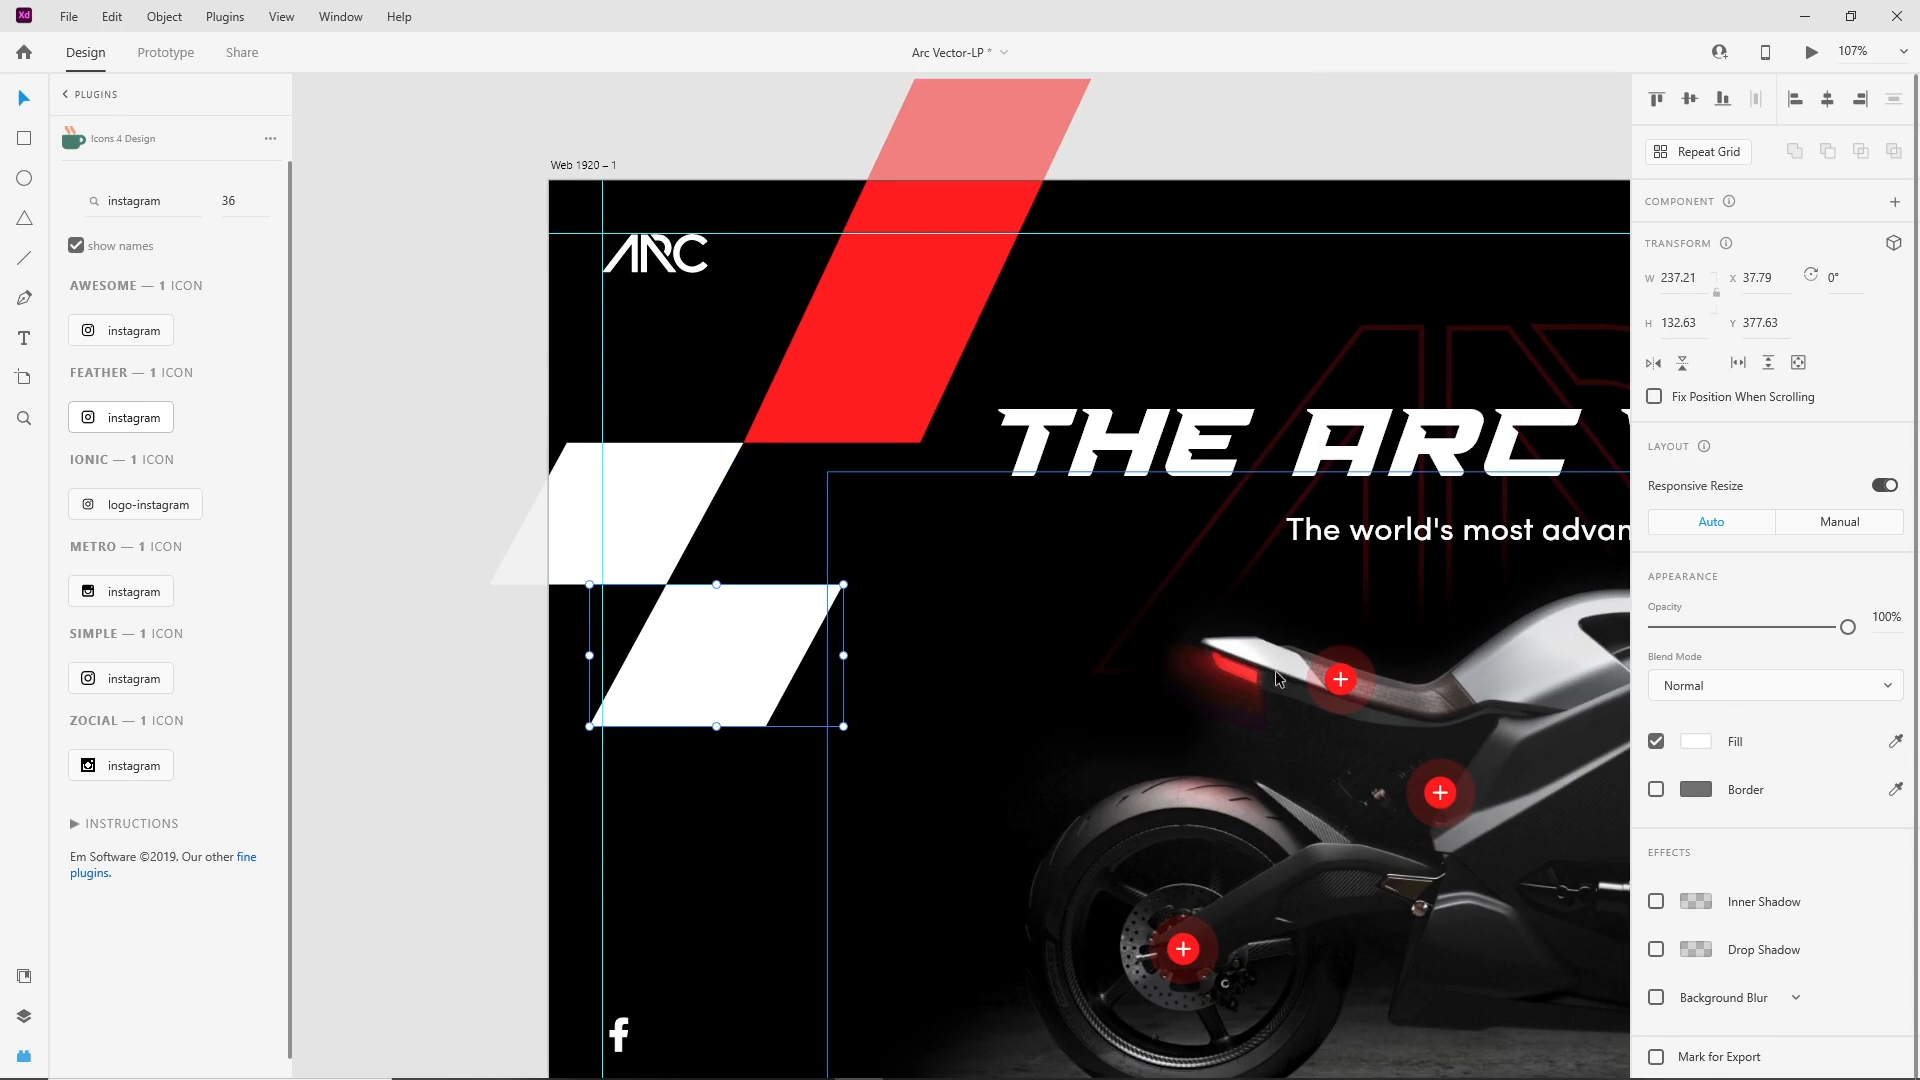 Xd File Edit Object Plugins View Window Help
Design Prototype Share Arc Vector-LP * 107%
PLUGINS
Icons 4 Design
instagram 36
show names
AWESOME — 1 ICON
instagram
FEATHER — 1 ICON
instagram
IONIC — 1 ICON
logo-instagram
METRO — 1 ICON
instagram
SIMPLE — 1 ICON
instagram
ZOCIAL — 1 ICON
instagram
▶ INSTRUCTIONS
Em Software ©2019. Our other fine
plugins.
Web 1920 – 1
ARC
THE ARC
The world's most advan
f
Repeat Grid
COMPONENT
TRANSFORM
W 237.21 X 37.79 0°
H 132.63 Y 377.63
Fix Position When Scrolling
LAYOUT
Responsive Resize
Auto Manual
APPEARANCE
Opacity
100%
Blend Mode
Normal
Fill
Border
EFFECTS
Inner Shadow
Drop Shadow
Background Blur
Mark for Export